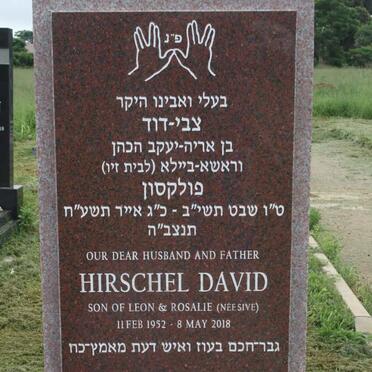 פ״נ
בעלי ואבינו היקר
צבי-דוד
בן אריה-יעקב הכהן
וראשא-ביילא (לבית זיו)
פולקסון
ט״ו שבט תשי״ב - כ״ג אייר תשע״ח
תנצב״ה
OUR DEAR HUSBAND AND FATHER
HIRSCHEL DAVID
SON OF LEON & ROSALIE (NEE SIVE)
11 FEB 1952 - 8 MAY 2018
גבר-חכם בעוז ואיש דעת מאמץ-כח